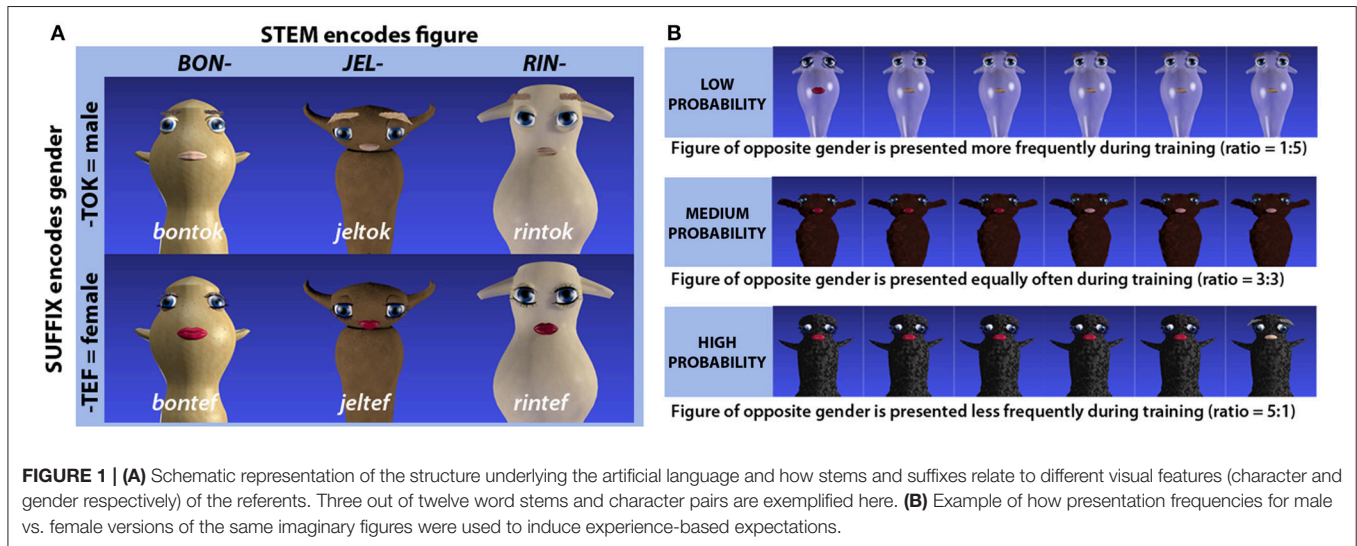 A
STEM encodes figure
BON-
JEL-
RIN-
SUFFIX encodes gender
-TOK = male
bontok
jeltok
rintok
-TEF = female
bontef
jeltef
rintef
B
LOW
PROBABILITY
Figure of opposite gender is presented more frequently during training (ratio = 1:5)
MEDIUM
PROBABILITY
Figure of opposite gender is presented equally often during training (ratio = 3:3)
HIGH
PROBABILITY
Figure of opposite gender is presented less frequently during training (ratio = 5:1)
FIGURE 1 | (A) Schematic representation of the structure underlying the artificial language and how stems and suffixes relate to different visual features (character and
gender respectively) of the referents. Three out of twelve word stems and character pairs are exemplified here. (B) Example of how presentation frequencies for male
vs. female versions of the same imaginary figures were used to induce experience-based expectations.